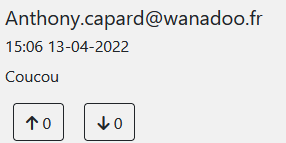 Anthony.capard@wanadoo.fr
15:06 13-04-2022
Coucou
↑ 0 ↓ 0